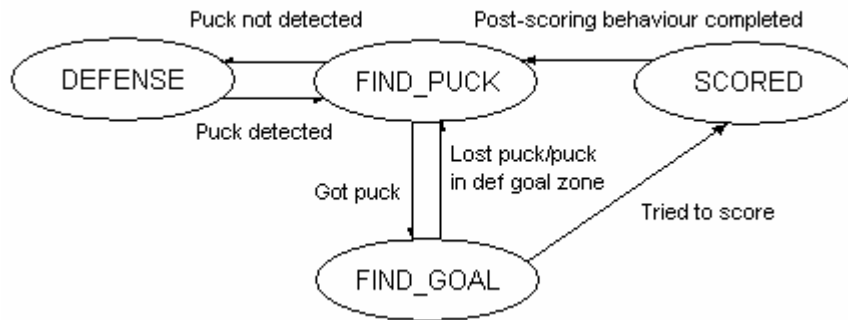 Puck not detected
Post-scoring behaviour completed
DEFENSE
FIND_PUCK
SCORED
Puck detected
Lost puck/puck
in def goal zone
Got puck
Tried to score
FIND_GOAL